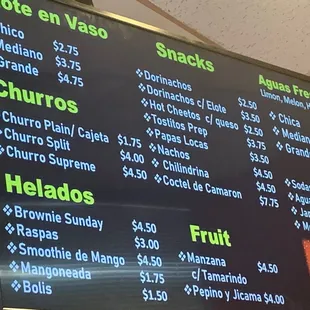 ote en Vaso
hico $2.75
Mediano $3.75
Grande $4.75
Churros
❖Churro Plain/ Cajeta $1.75
❖Churro Split $4.00
❖Churro Supreme $4.50
Helados
❖Brownie Sunday $4.50
❖Raspas $3.00
❖Smoothie de Mango $4.50
❖Mangoneada $1.75
❖Bolis $1.50
Snacks
❖Dorinachos $2.50
❖Dorinachos c/ Elote $3.50
❖Hot Cheetos c/ queso $2.50
❖Tostitos Prep $3.75
❖Papas Locas $3.50
❖Nachos $4.50
❖Chilindrina $4.50
❖Coctel de Camaron $7.75
Fruit
❖Manzana $4.50
c/Tamarindo
❖Pepino y Jicama $4.00
Aguas Fre
Limon, Melon, H
❖Chica
❖Median
❖Grand
❖Sodas
❖Agua
❖Jar
❖M